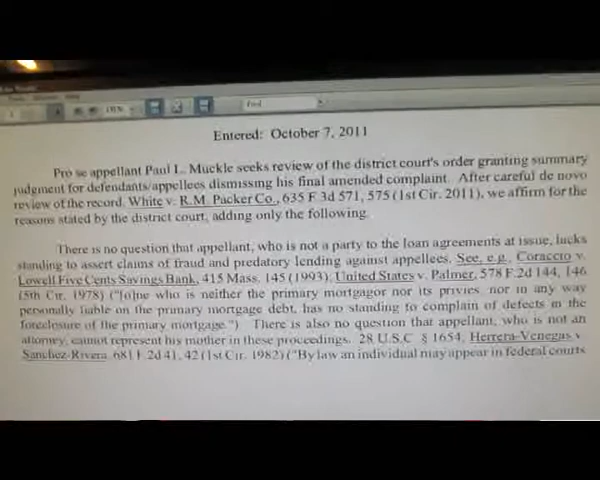 Find
Entered: October 7, 2011
Pro se appellant Paul L. Muckle seeks review of the district court's order granting summary
judgment for defendants/appellees dismissing his final amended complaint. After careful de novo
review of the record, White v. R.M. Packer Co., 635 F.3d 571, 575 (1st Cir. 2011), we affirm for the
reasons stated by the district court, adding only the following.
There is no question that appellant, who is not a party to the loan agreements at issue, lacks
standing to assert claims of fraud and predatory lending against appellees. See, e.g., Coraccio v.
Lowell Five Cents Savings Bank, 415 Mass. 145 (1993); United States v. Palmer, 578 F.2d 144, 146
(5th Cir. 1978) ("[o]ne who is neither the primary mortgagor nor its privies, nor in any way
personally liable on the primary mortgage debt, has no standing to complain of defects in the
foreclosure of the primary mortgage.") There is also no question that appellant, who is not an
attorney, cannot represent his mother in these proceedings. 28 U.S.C. § 1654; Herrera-Venegas v.
Sanchez-Rivera, 681 F.2d 41, 42 (1st Cir. 1982) ("By law an individual may appear in federal courts